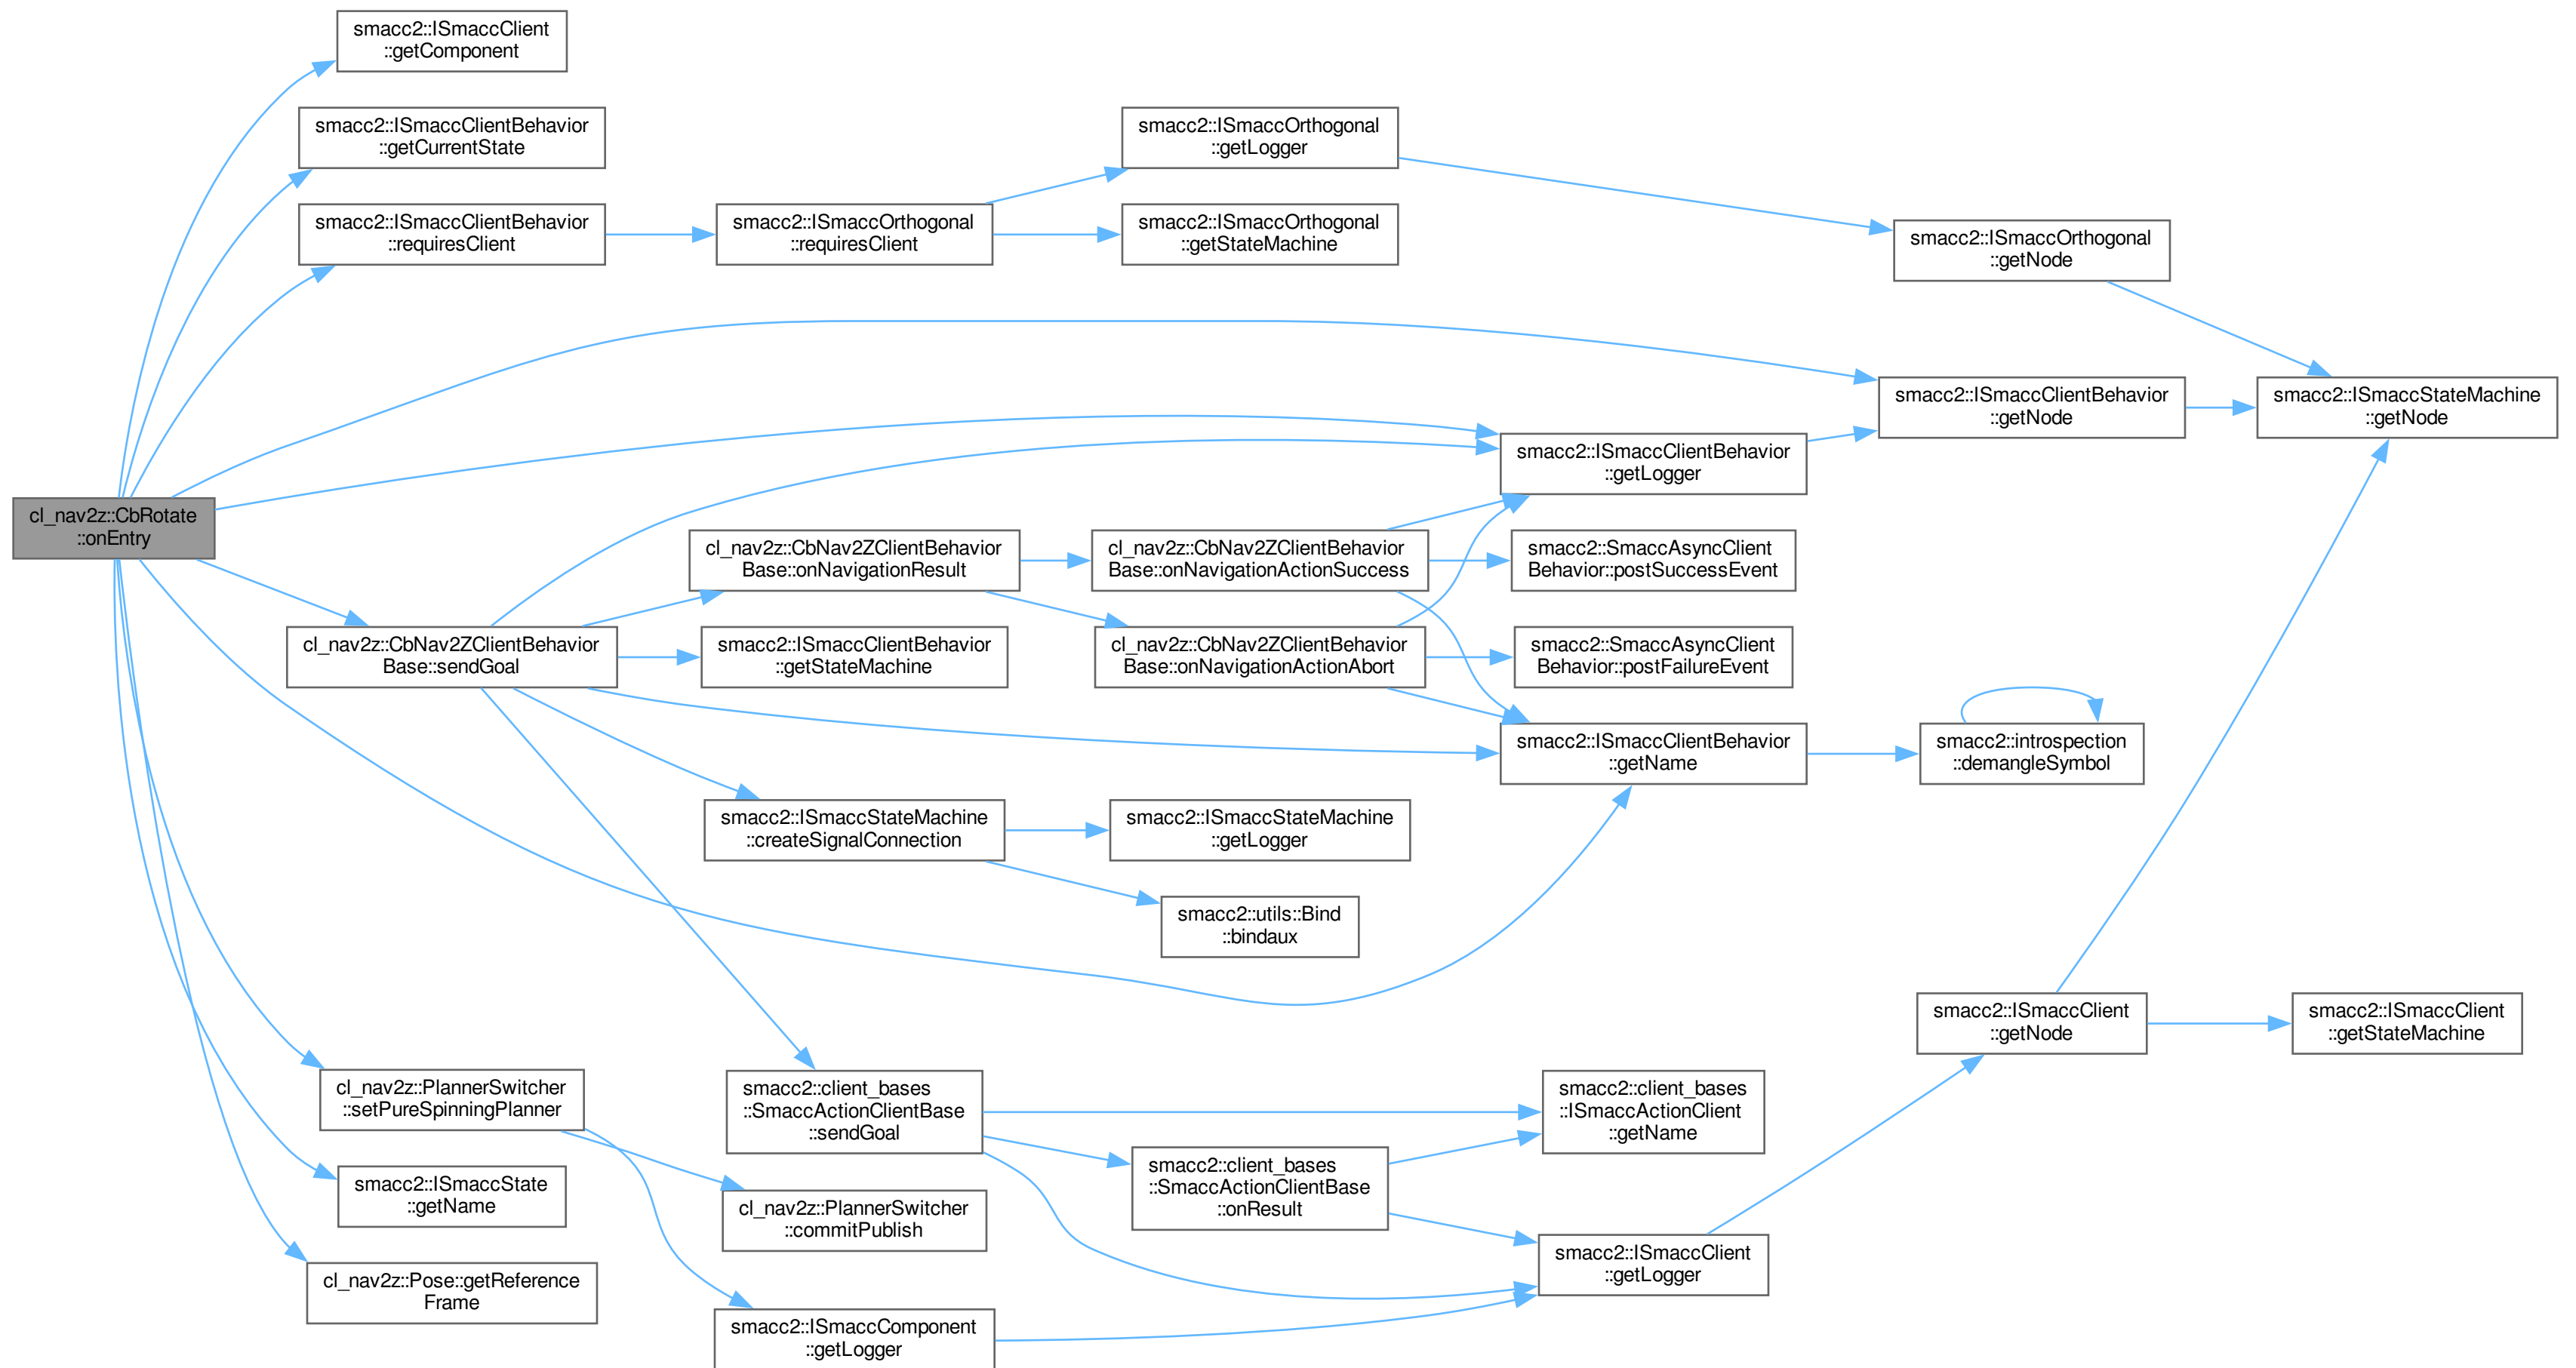 smacc2::ISmaccClient
::getComponent
smacc2::ISmaccClientBehavior
::getCurrentState
smacc2::ISmaccClientBehavior
::requiresClient
smacc2::ISmaccOrthogonal
::requiresClient
smacc2::ISmaccOrthogonal
::getLogger
smacc2::ISmaccOrthogonal
::getStateMachine
smacc2::ISmaccOrthogonal
::getNode
smacc2::ISmaccClientBehavior
::getNode
smacc2::ISmaccStateMachine
::getNode
smacc2::ISmaccClientBehavior
::getLogger
cl_nav2z::CbRotate
::onEntry
cl_nav2z::CbNav2ZClientBehavior
Base::onNavigationResult
cl_nav2z::CbNav2ZClientBehavior
Base::onNavigationActionSuccess
smacc2::SmaccAsyncClient
Behavior::postSuccessEvent
cl_nav2z::CbNav2ZClientBehavior
Base::sendGoal
smacc2::ISmaccClientBehavior
::getStateMachine
cl_nav2z::CbNav2ZClientBehavior
Base::onNavigationActionAbort
smacc2::SmaccAsyncClient
Behavior::postFailureEvent
smacc2::ISmaccClientBehavior
::getName
smacc2::introspection
::demangleSymbol
smacc2::ISmaccStateMachine
::createSignalConnection
smacc2::ISmaccStateMachine
::getLogger
smacc2::utils::Bind
::bindaux
smacc2::ISmaccClient
::getNode
smacc2::ISmaccClient
::getStateMachine
cl_nav2z::PlannerSwitcher
::setPureSpinningPlanner
smacc2::client_bases
::SmaccActionClientBase
::sendGoal
smacc2::client_bases
::ISmaccActionClient
::getName
smacc2::client_bases
::SmaccActionClientBase
::onResult
smacc2::ISmaccState
::getName
cl_nav2z::PlannerSwitcher
::commitPublish
smacc2::ISmaccClient
::getLogger
cl_nav2z::Pose::getReference
Frame
smacc2::ISmaccComponent
::getLogger